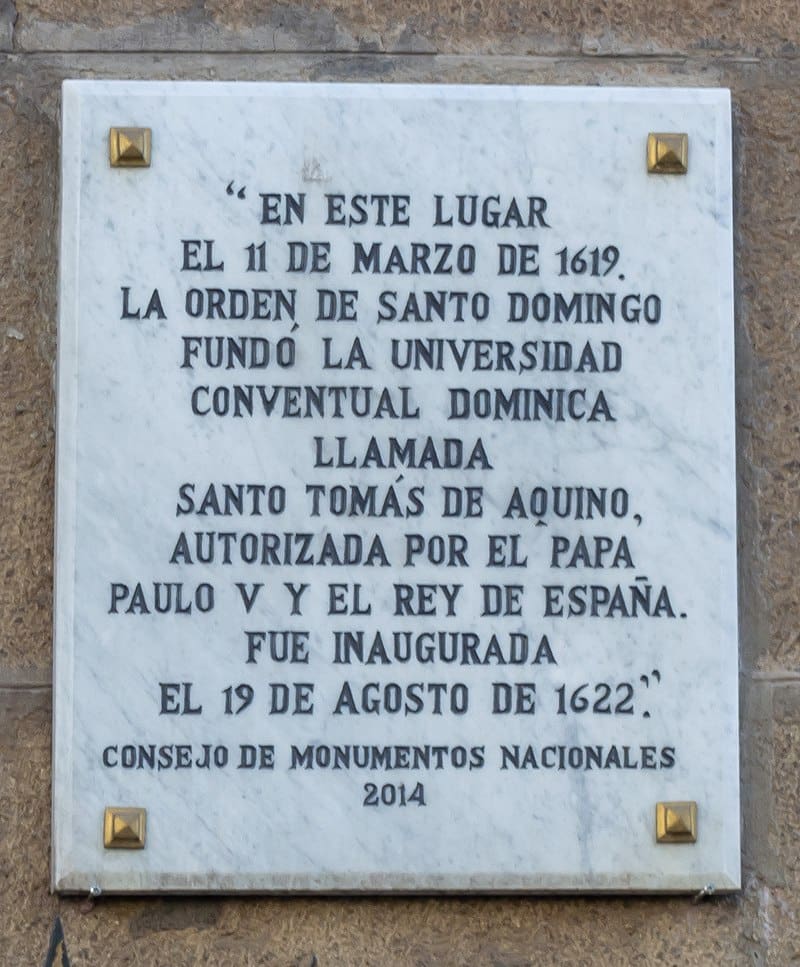 “EN ESTE LUGAR
EL 11 DE MARZO DE 1619.
LA ORDEN DE SANTO DOMINGO
FUNDÓ LA UNIVERSIDAD
CONVENTUAL DOMINICA
LLAMADA
SANTO TOMÁS DE AQUINO,
AUTORIZADA POR EL PAPA
PAULO V Y EL REY DE ESPAÑA.
FUE INAUGURADA
EL 19 DE AGOSTO DE 1622”.
CONSEJO DE MONUMENTOS NACIONALES
2014